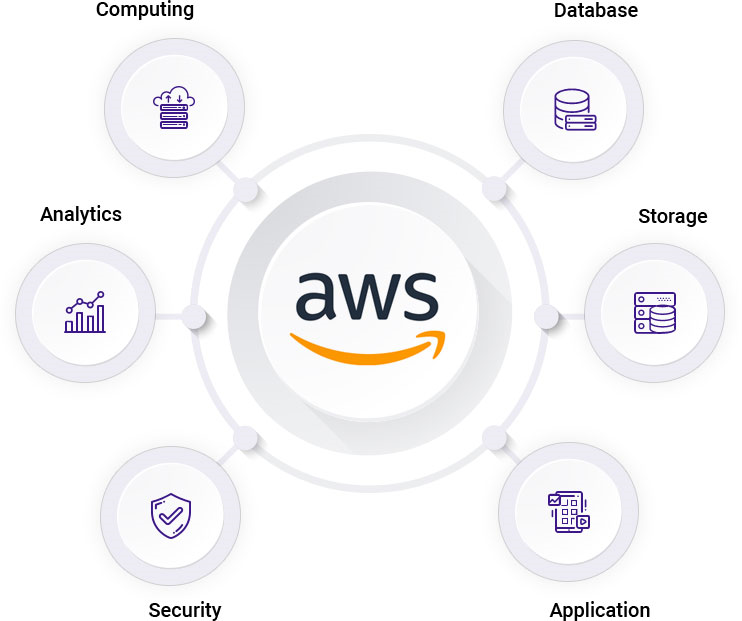 Computing
Database
Analytics
Storage
aws
Security
Application